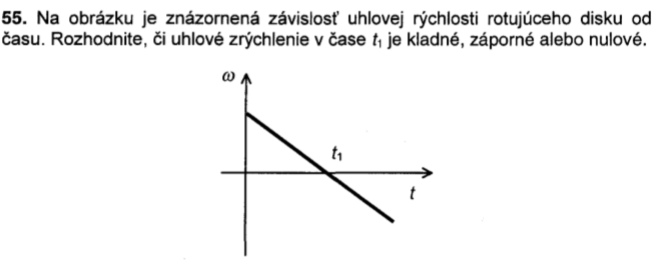 55. Na obrázku je znázornená závislosť uhlovej rýchlosti rotujúceho disku od
času. Rozhodnite, či uhlové zrýchlenie v čase t₁ je kladné, záporné alebo nulové.
ω
t₁
t